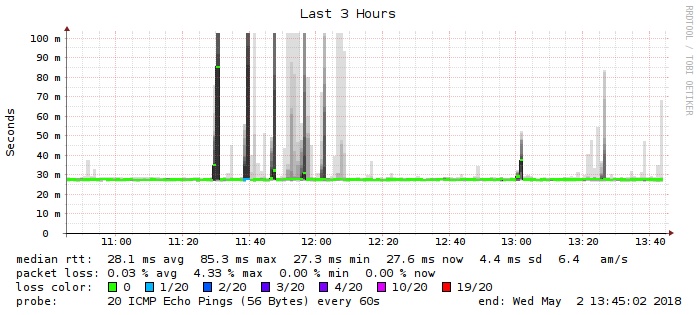 Last 3 Hours
RRDTOOL / TOBI OETIKER
Seconds
100 m
90 m
80 m
70 m
60 m
50 m
40 m
30 m
20 m
10 m
0
11:00 11:20 11:40 12:00 12:20 12:40 13:00 13:20 13:40
median rtt: 28.1 ms avg 85.3 ms max 27.3 ms min 27.6 ms now 4.4 ms sd 6.4 am/s
packet loss: 0.03 % avg 4.33 % max 0.00 % min 0.00 % now
loss color: 0 1/20 2/20 3/20 4/20 10/20 19/20
probe: 20 ICMP Echo Pings (56 Bytes) every 60s end: Wed May 2 13:45:02 2018